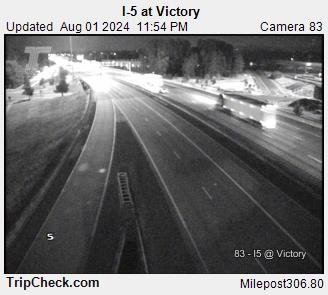 I-5 at Victory
Updated  Aug 01 2024  11:54 PM  Camera 83
S
83 - I5 @ Victory
TripCheck.com  Milepost306.80